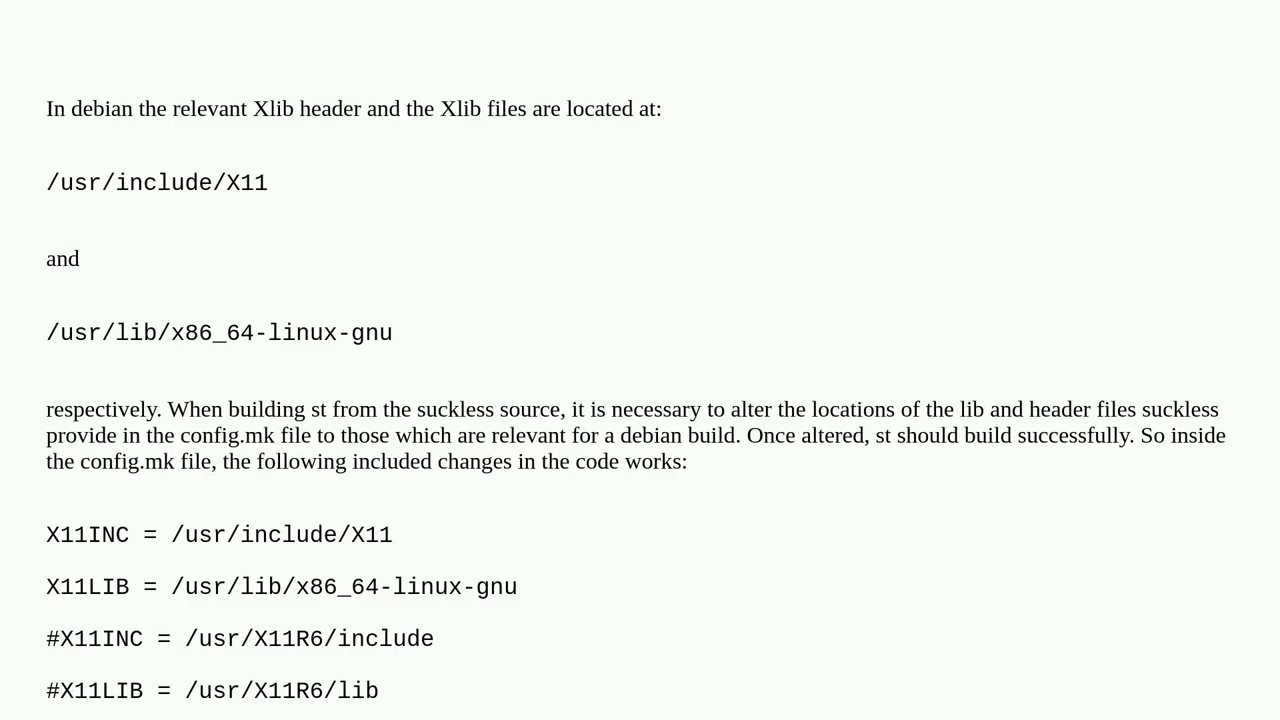 In debian the relevant Xlib header and the Xlib files are located at:
/usr/include/X11
and
/usr/lib/x86_64-linux-gnu
respectively. When building st from the suckless source, it is necessary to alter the locations of the lib and header files suckless
provide in the config.mk file to those which are relevant for a debian build. Once altered, st should build successfully. So inside
the config.mk file, the following included changes in the code works:
X11INC = /usr/include/X11
X11LIB = /usr/lib/x86_64-linux-gnu
#X11INC = /usr/X11R6/include
#X11LIB = /usr/X11R6/lib